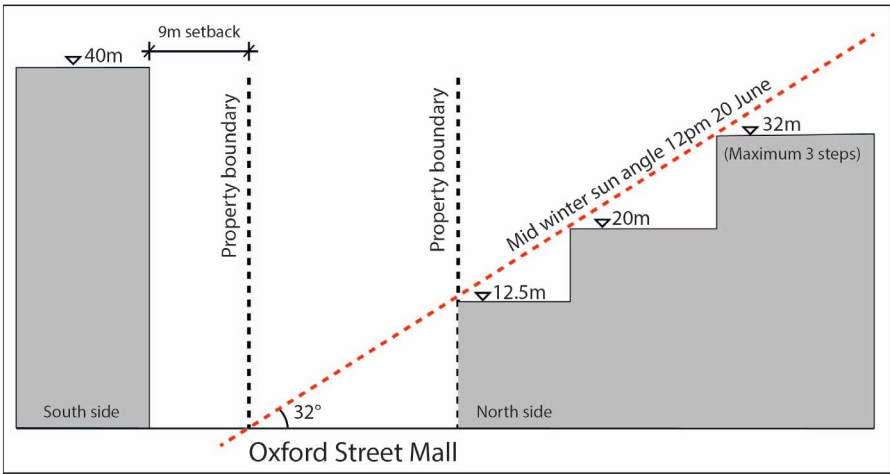 9m setback
40m
Property boundary
Property boundary
Mid winter sun angle 12pm 20 June
32m
(Maximum 3 steps)
20m
12.5m
South side
32°
North side
Oxford Street Mall